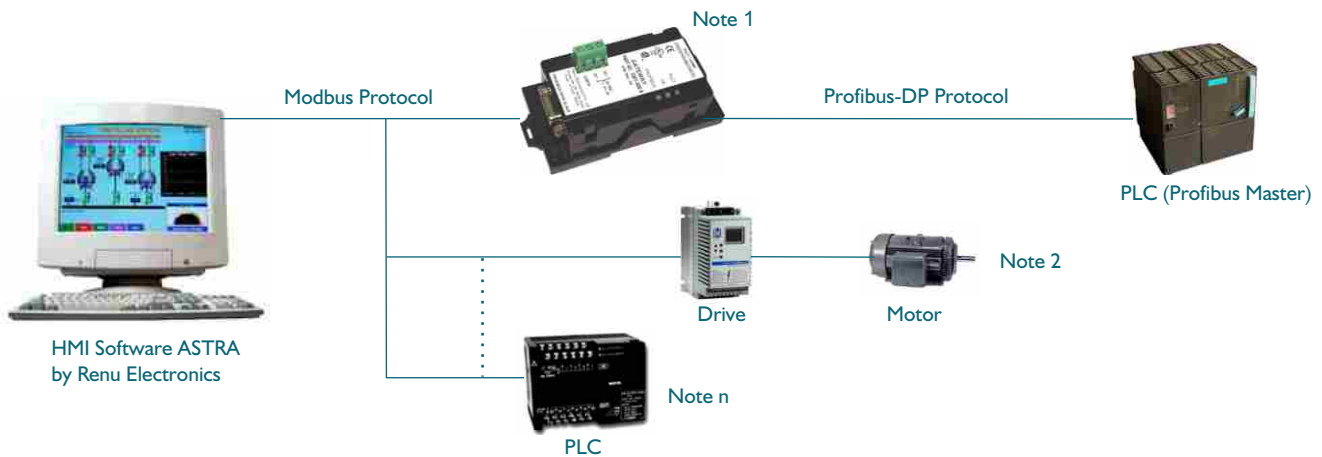 Note 1
Modbus Protocol
Profibus-DP Protocol
PLC (Profibus Master)
Note 2
Drive
Motor
HMI Software ASTRA
by Renu Electronics
Note n
PLC